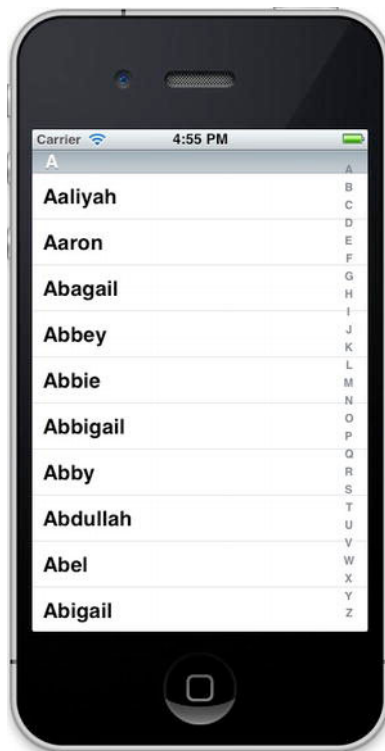 Carrier 4:55 PM
A
Aaliyah
Aaron
Abagail
Abbey
Abbie
Abbigail
Abby
Abdullah
Abel
Abigail
A
B
C
D
E
F
G
H
I
J
K
L
M
N
O
P
Q
R
S
T
U
V
W
X
Y
Z